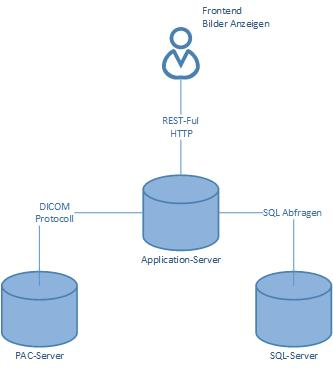 Frontend
Bilder Anzeigen
REST-Ful
HTTP
DICOM
Protocoll
SQL Abfragen
Application-Server
PAC-Server
SQL-Server